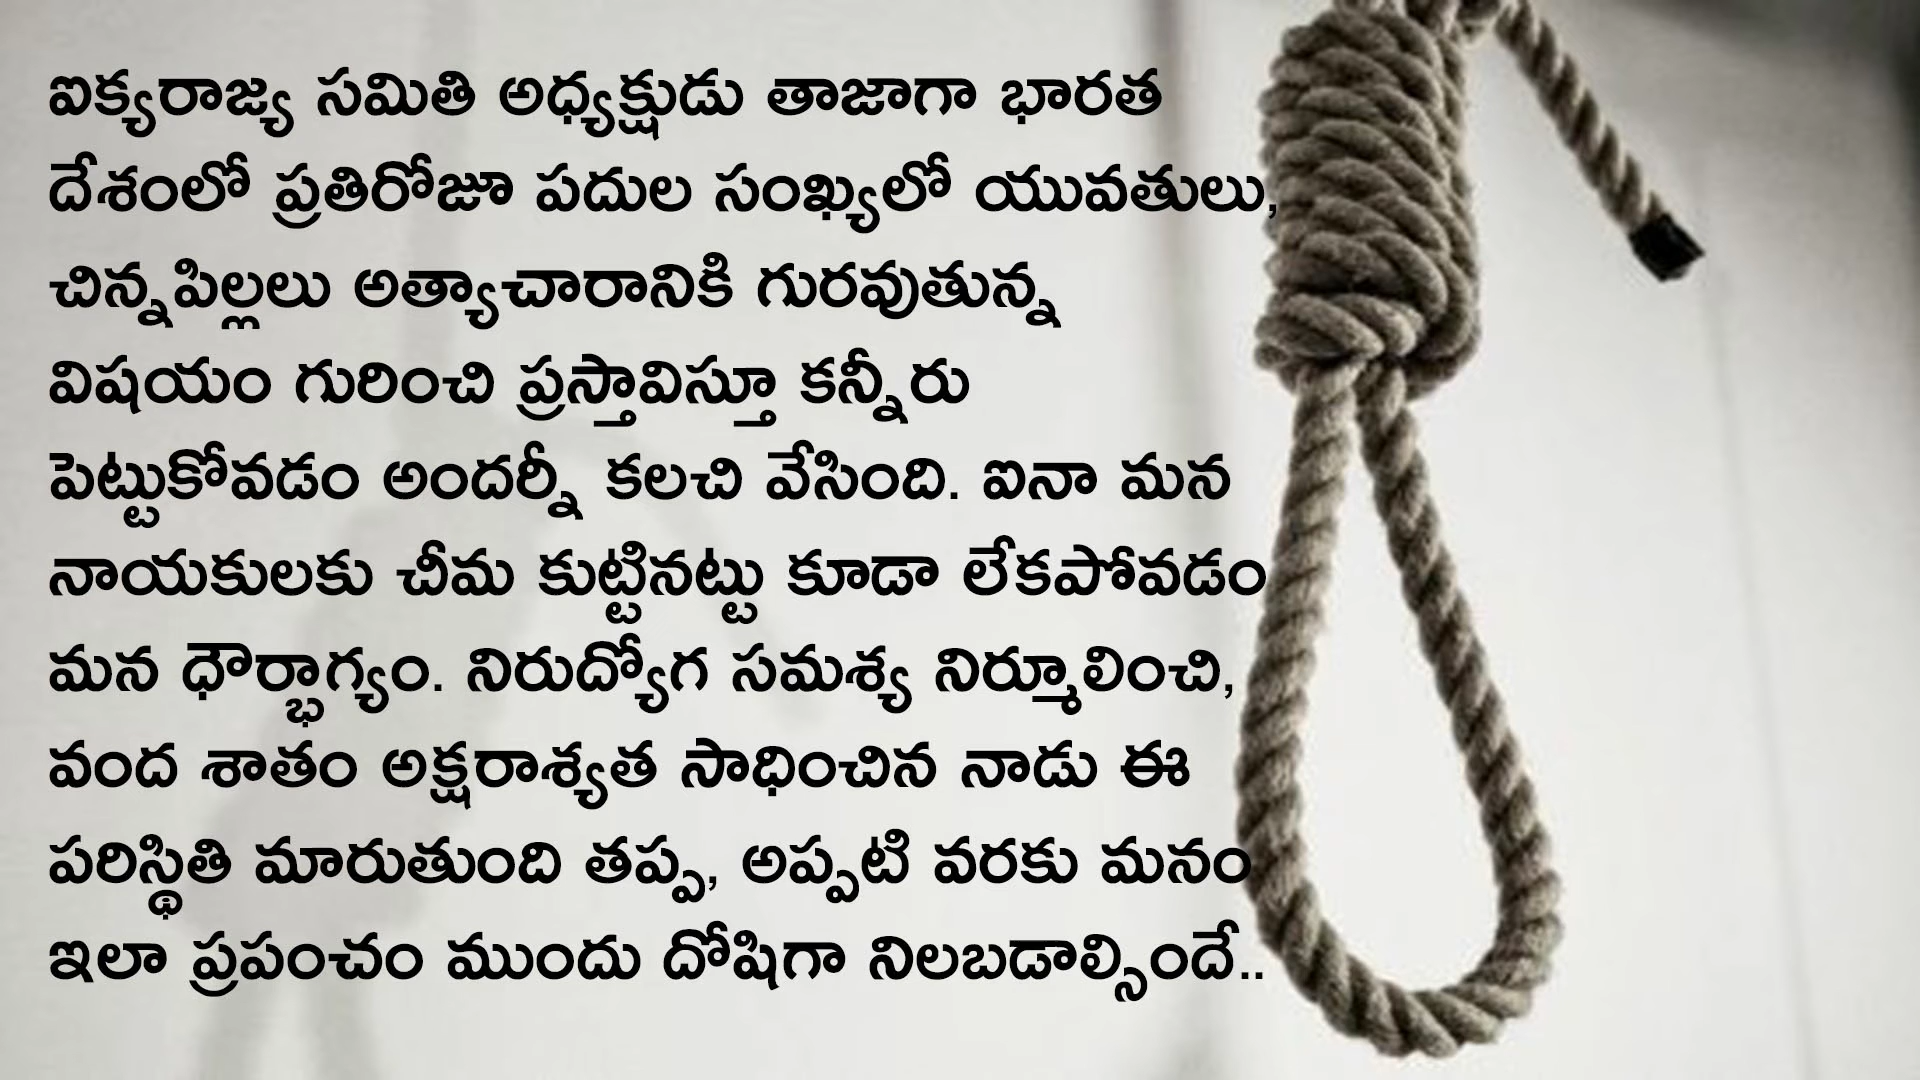 ఐక్యరాజ్య సమితి అధ్యక్షుడు తాజాగా భారత
దేశంలో ప్రతిరోజూ పదుల సంఖ్యలో యువతులు,
చిన్నపిల్లలు అత్యాచారానికి గురవుతున్న
విషయం గురించి ప్రస్తావిస్తూ కన్నీరు
పెట్టుకోవడం అందర్నీ కలచి వేసింది. ఐనా మన
నాయకులకు చీమ కుట్టినట్టు కూడా లేకపోవడం
మన ధౌర్భాగ్యం. నిరుద్యోగ సమశ్య నిర్మూలించి,
వంద శాతం అక్షరాశ్యత సాధించిన నాడు ఈ
పరిస్థితి మారుతుంది తప్ప, అప్పటి వరకు మనం
ఇలా ప్రపంచం ముందు దోషిగా నిలబడాల్సిందే..